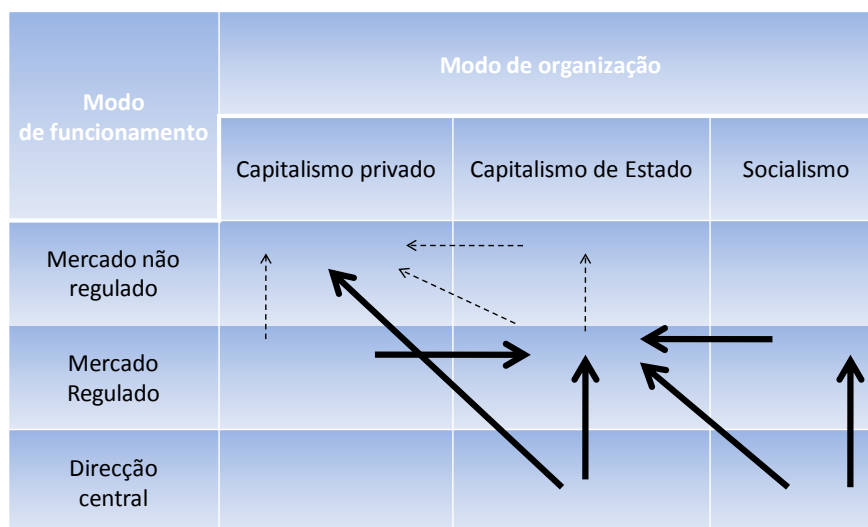 Modo
de funcionamento
Modo de organização
Capitalismo privado
Capitalismo de Estado
Socialismo
Mercado não
regulado
Mercado
Regulado
Direcção
central